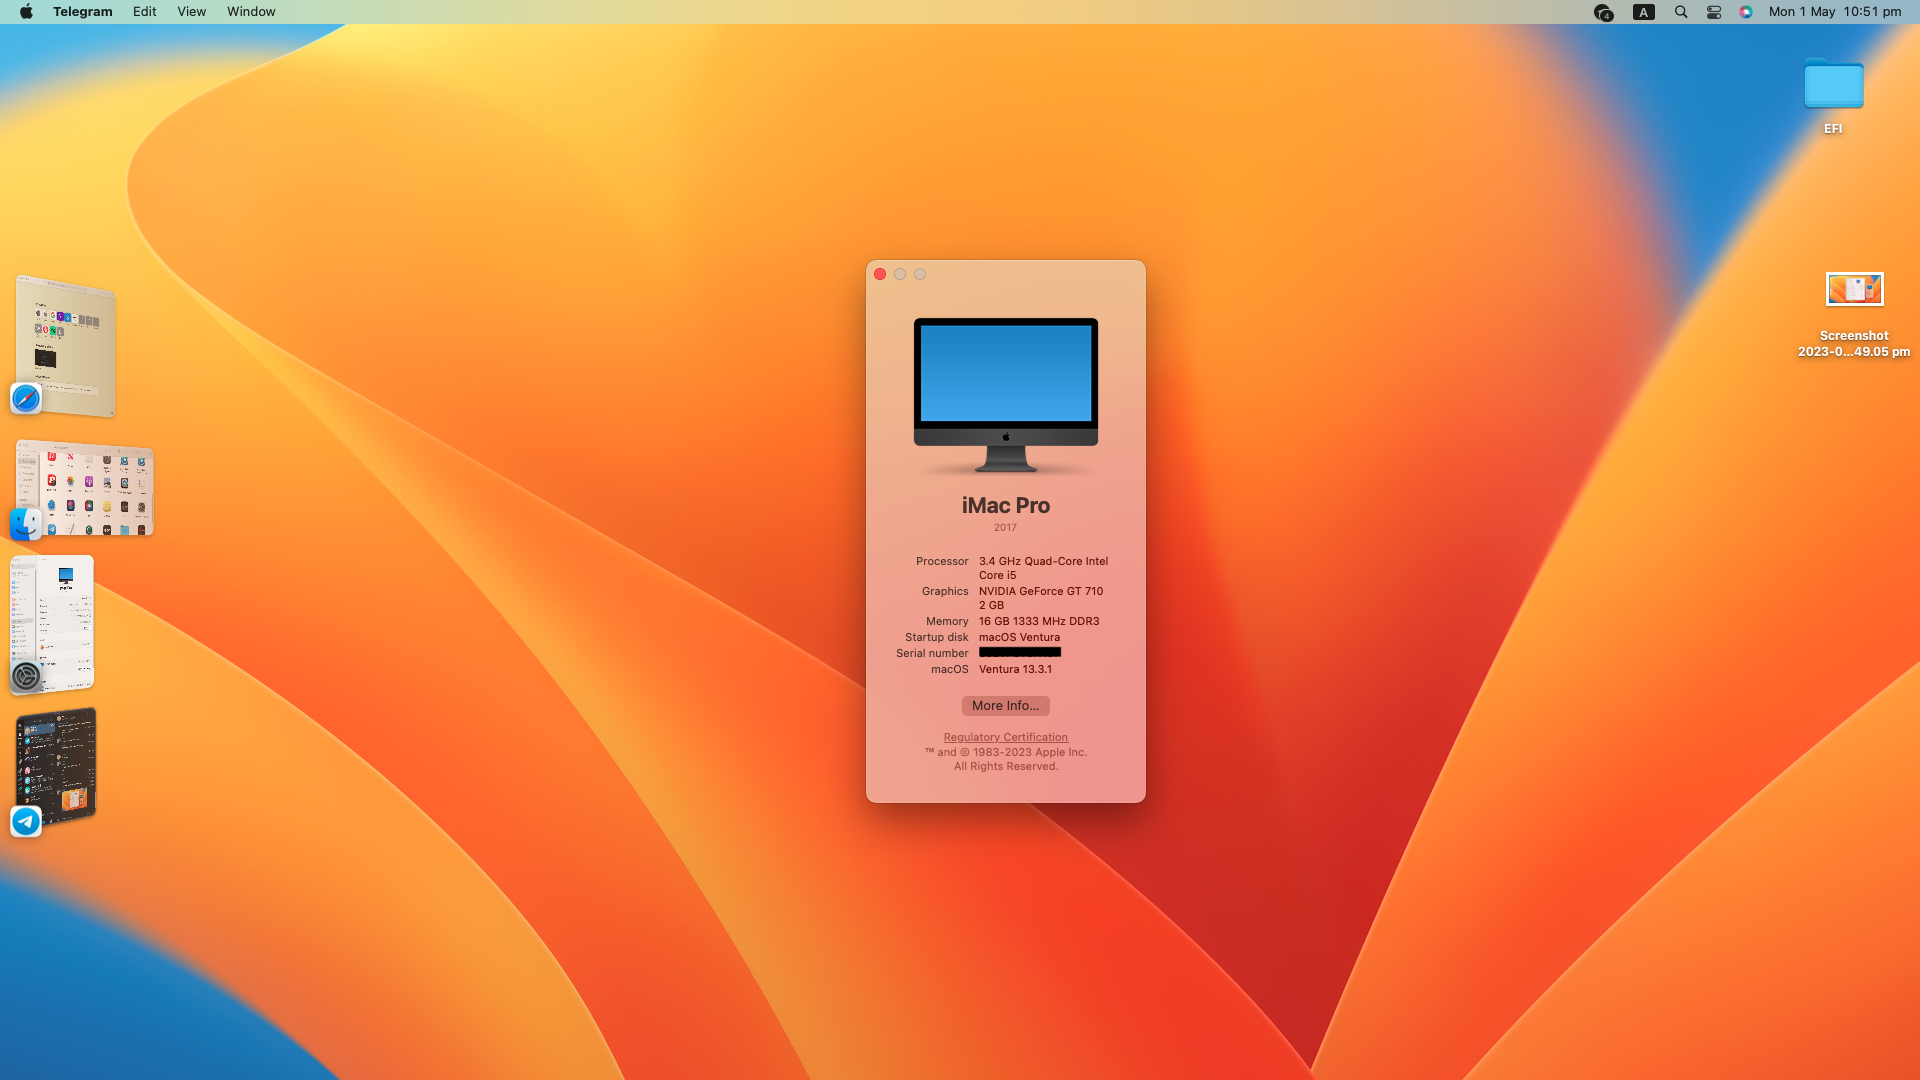 Telegram Edit View Window
4 A Mon 1 May 10:51 pm
EFI
Screenshot
2023-0...49.05 pm
iMac Pro
2017
Processor 3.4 GHz Quad-Core Intel
Core i5
Graphics NVIDIA GeForce GT 710
2 GB
Memory 16 GB 1333 MHz DDR3
Startup disk macOS Ventura
Serial number
macOS Ventura 13.3.1
More Info...
Regulatory Certification
™ and © 1983-2023 Apple Inc.
All Rights Reserved.